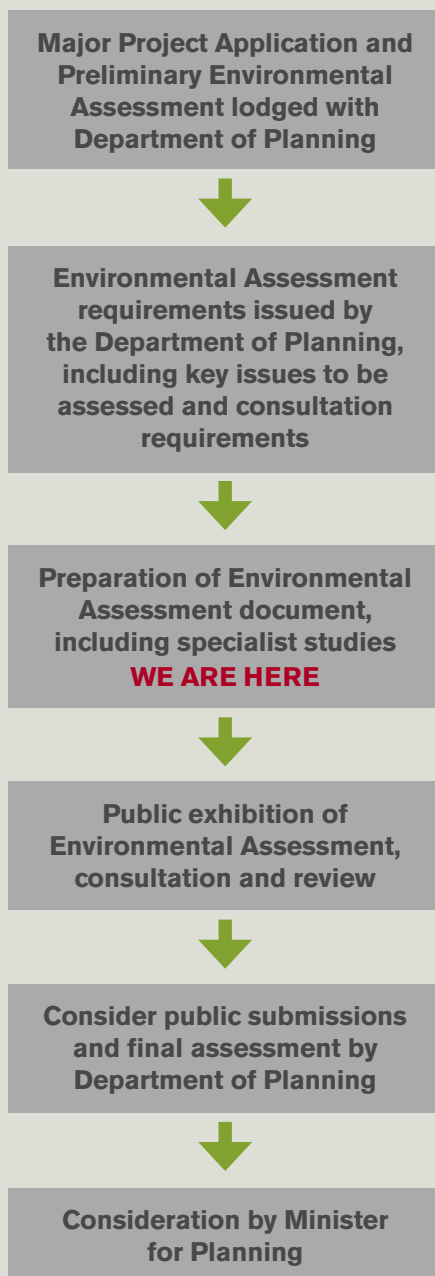 Major Project Application and
Preliminary Environmental
Assessment lodged with
Department of Planning
Environmental Assessment
requirements issued by
the Department of Planning,
including key issues to be
assessed and consultation
requirements
Preparation of Environmental
Assessment document,
including specialist studies
WE ARE HERE
Public exhibition of
Environmental Assessment,
consultation and review
Consider public submissions
and final assessment by
Department of Planning
Consideration by Minister
for Planning